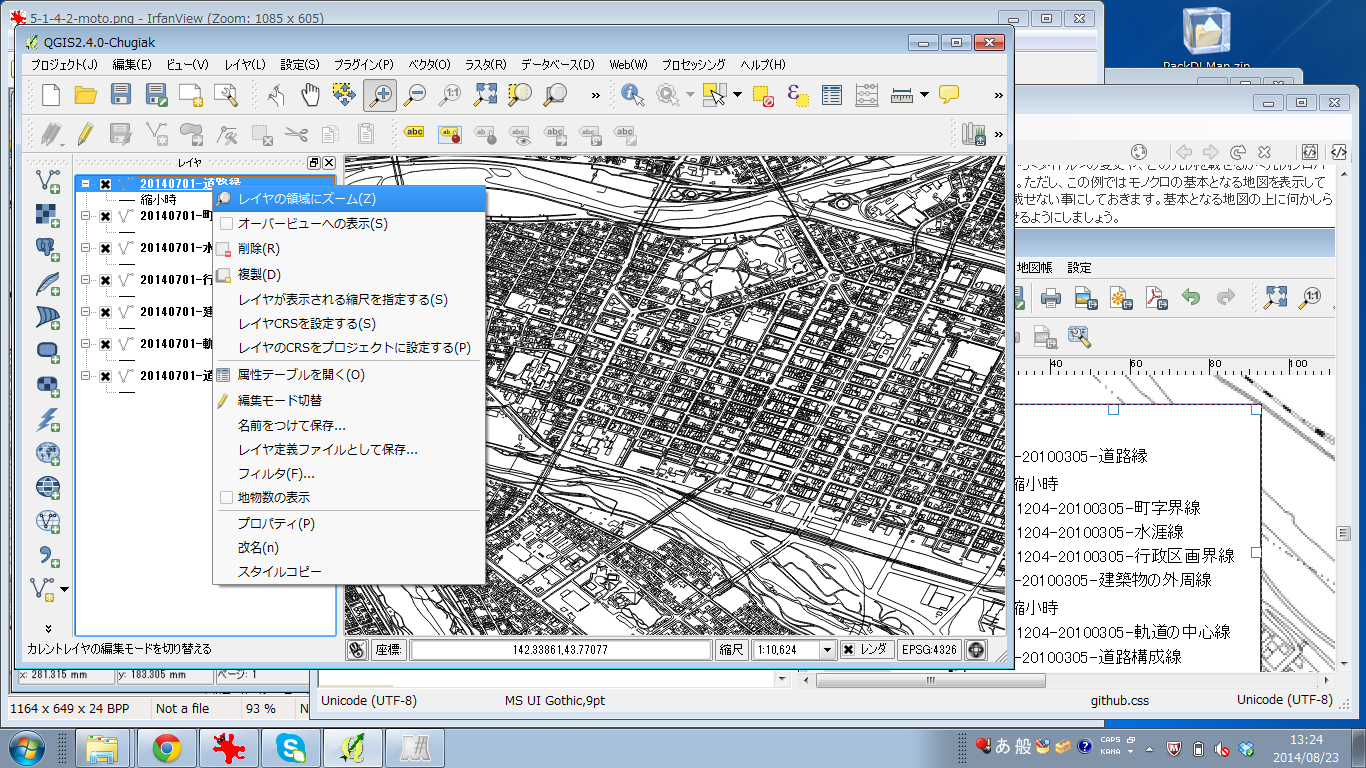 5-1-4-2-moto.png - IrfanView (Zoom: 1085 x 605)
PackDLMap.zip
QGIS2.4.0-Chugiak
プロジェクト(J) 編集(E) ビュー(V) レイヤ(L) 設定(S) プラグイン(P) ベクタ(O) ラスタ(R) データベース(D) Web(W) プロセッシング ヘルプ(H)
レイヤ
20140701-道路縁
縮小時
20140701-町
20140701-水
20140701-行
20140701-建
20140701-軌
20140701-道
レイヤの領域にズーム(Z)
オーバービューへの表示(S)
削除(R)
複製(D)
レイヤが表示される縮尺を指定する(S)
レイヤCRSを設定する(S)
レイヤのCRSをプロジェクトに設定する(P)
属性テーブルを開く(O)
編集モード切替
名前をつけて保存...
レイヤ定義ファイルとして保存...
フィルタ(F)...
地物数の表示
プロパティ(P)
改名(n)
スタイルコピー
カレントレイヤの編集モードを切り替える
座標: 142.33861,43.77077 縮尺 1:10,624 レンダ EPSG:4326
。ただし、この例ではモノクロの基本となる地図を表示して
載せない事にしておきます。基本となる地図の上に何かしら
せるようにしましょう。
地図帳 設定
40 60 80 100
-20100305-道路縁
縮小時
1204-20100305-町字界線
1204-20100305-水涯線
1204-20100305-行政区画界線
-20100305-建築物の外周線
縮小時
1204-20100305-軌道の中心線
-20100305-道路構成線
x: 281.315 mm y: 183.305 mm ページ: 1
1164 x 649 x 24 BPP Not a file 93 %
Unicode (UTF-8) MS UI Gothic,9pt github.css Unicode (UTF-8)
あ 般 CAPS KANA
13:24
2014/08/23